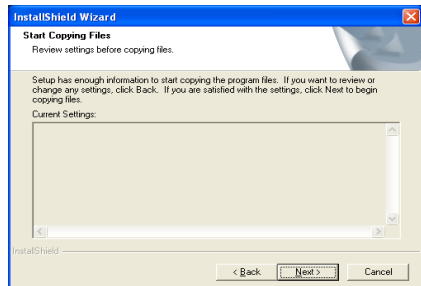 InstallShield Wizard
Start Copying Files
Review settings before copying files.
Setup has enough information to start copying the program files. If you want to review or
change any settings, click Back. If you are satisfied with the settings, click Next to begin
copying files.
Current Settings:
InstallShield
< Back Next > Cancel